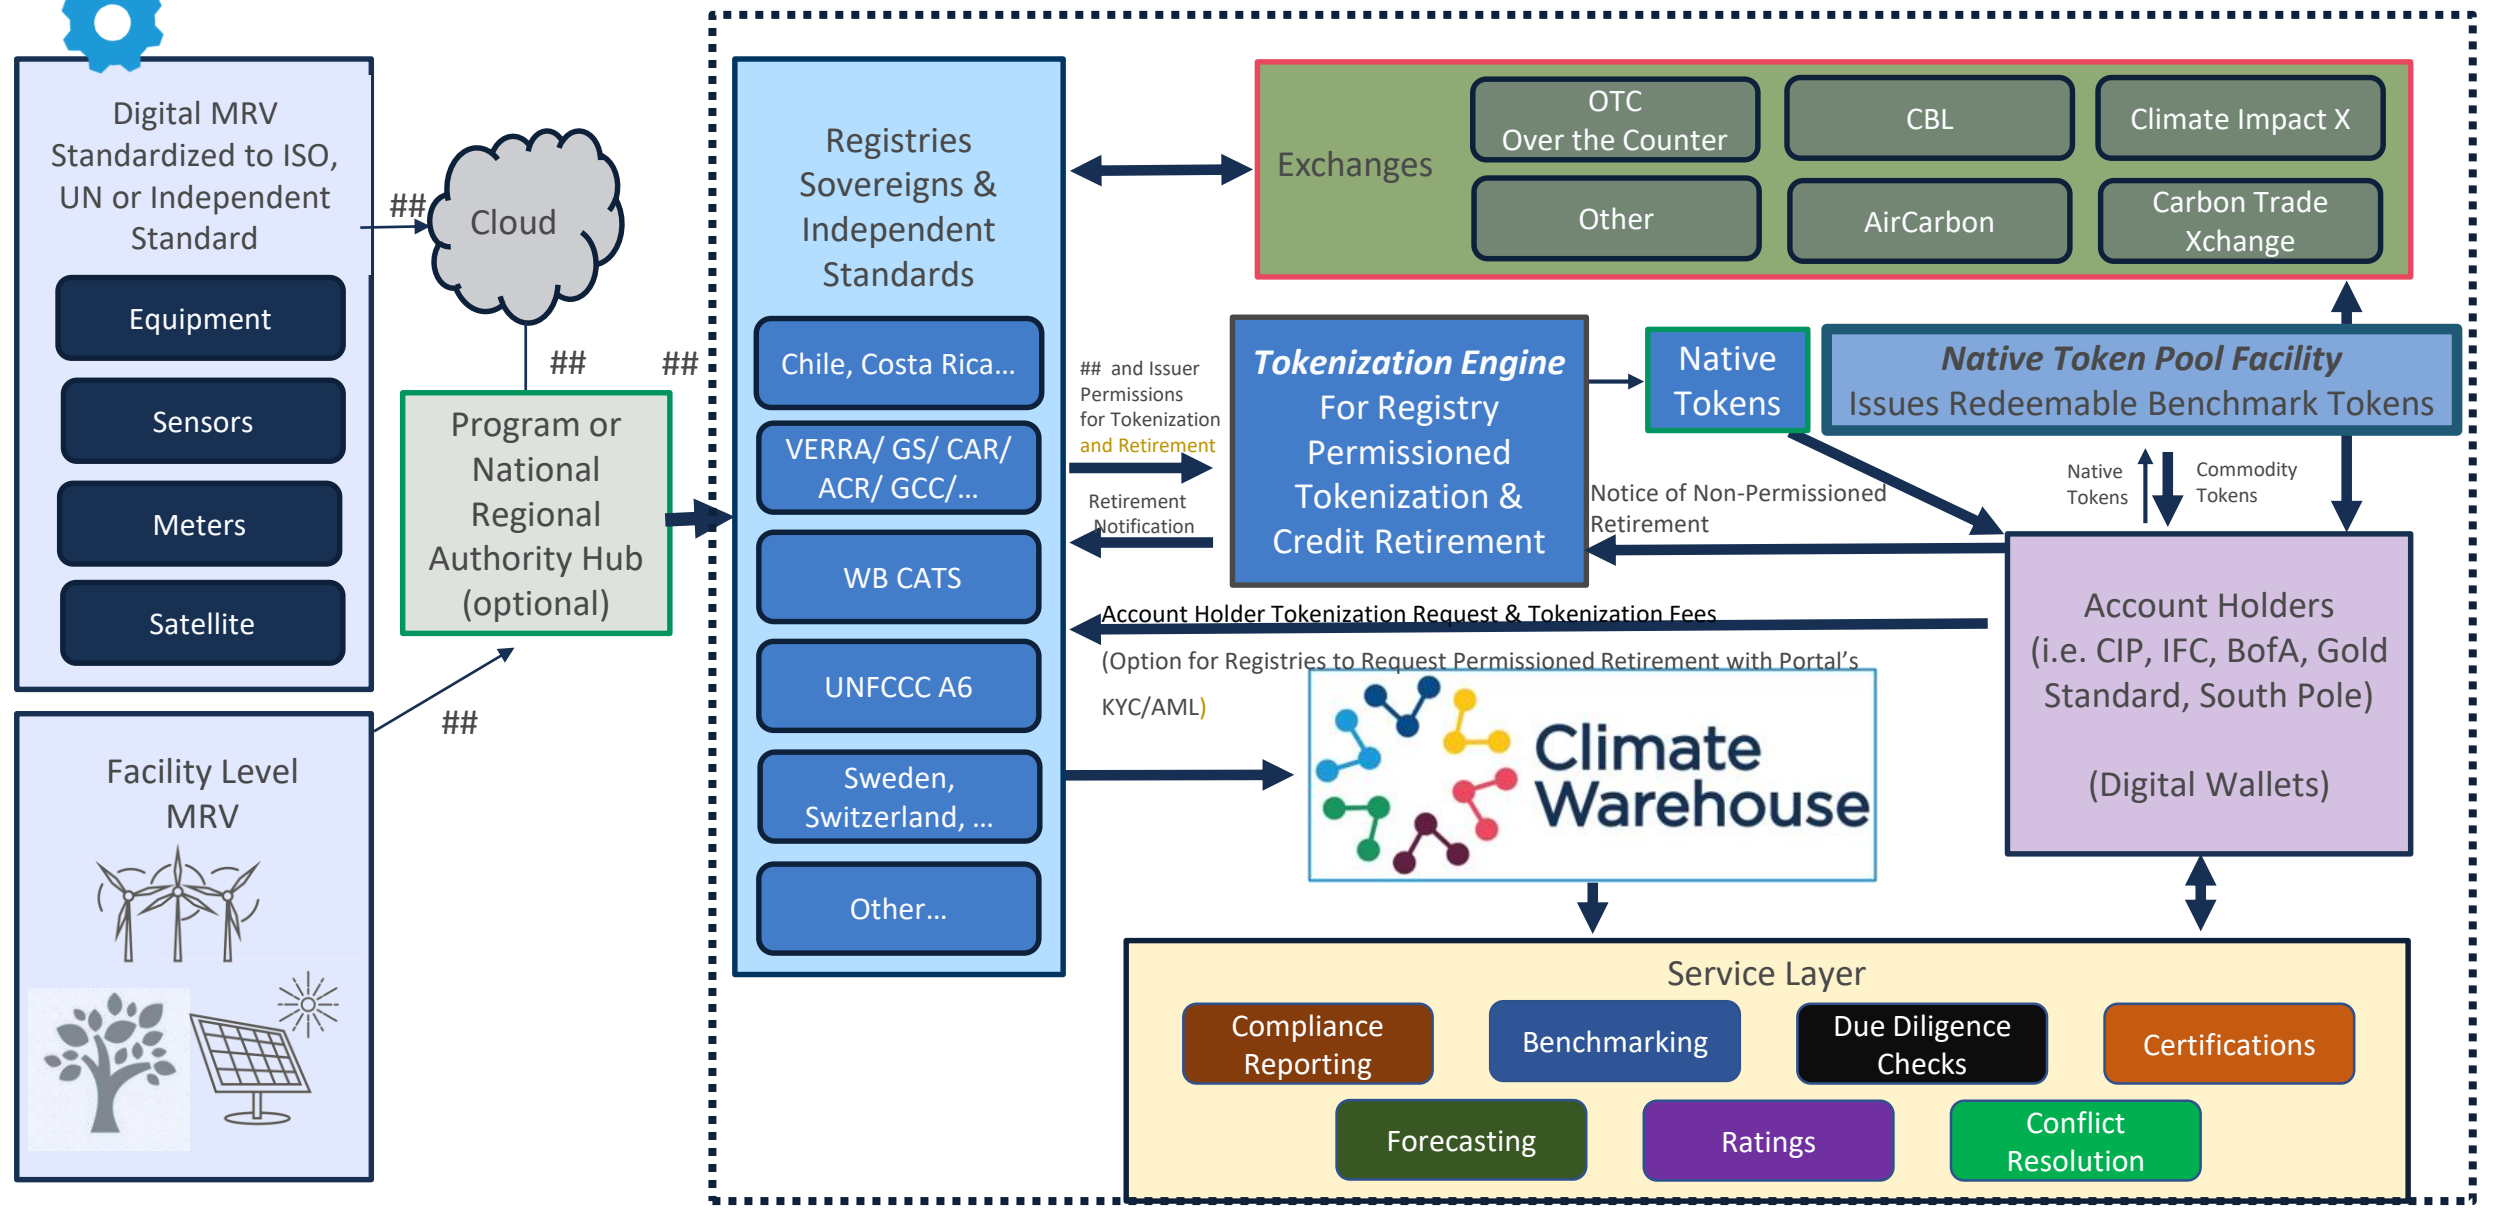 Digital MRV
Standardized to ISO,
UN or Independent
Standard
Equipment
Sensors
Meters
Satellite
Facility Level
MRV
##
Cloud
##
##
##
Program or
National
Regional
Authority Hub
(optional)
Registries
Sovereigns &
Independent
Standards
Chile, Costa Rica...
VERRA/ GS/ CAR/
ACR/ GCC/...
WB CATS
UNFCCC A6
Sweden,
Switzerland, ...
Other...
Exchanges
OTC
Over the Counter
CBL
Climate Impact X
Other
AirCarbon
Carbon Trade
Xchange
## and Issuer
Permissions
for Tokenization
and Retirement
Retirement
Notification
Tokenization Engine
For Registry
Permissioned
Tokenization &
Credit Retirement
Native
Tokens
Native Token Pool Facility
Issues Redeemable Benchmark Tokens
Native
Tokens
Commodity
Tokens
Notice of Non-Permissioned
Retirement
Account Holder Tokenization Request & Tokenization Fees
(Option for Registries to Request Permissioned Retirement with Portal's
KYC/AML)
Climate
Warehouse
Account Holders
(i.e. CIP, IFC, BofA, Gold
Standard, South Pole)
(Digital Wallets)
Service Layer
Compliance
Reporting
Benchmarking
Due Diligence
Checks
Certifications
Forecasting
Ratings
Conflict
Resolution